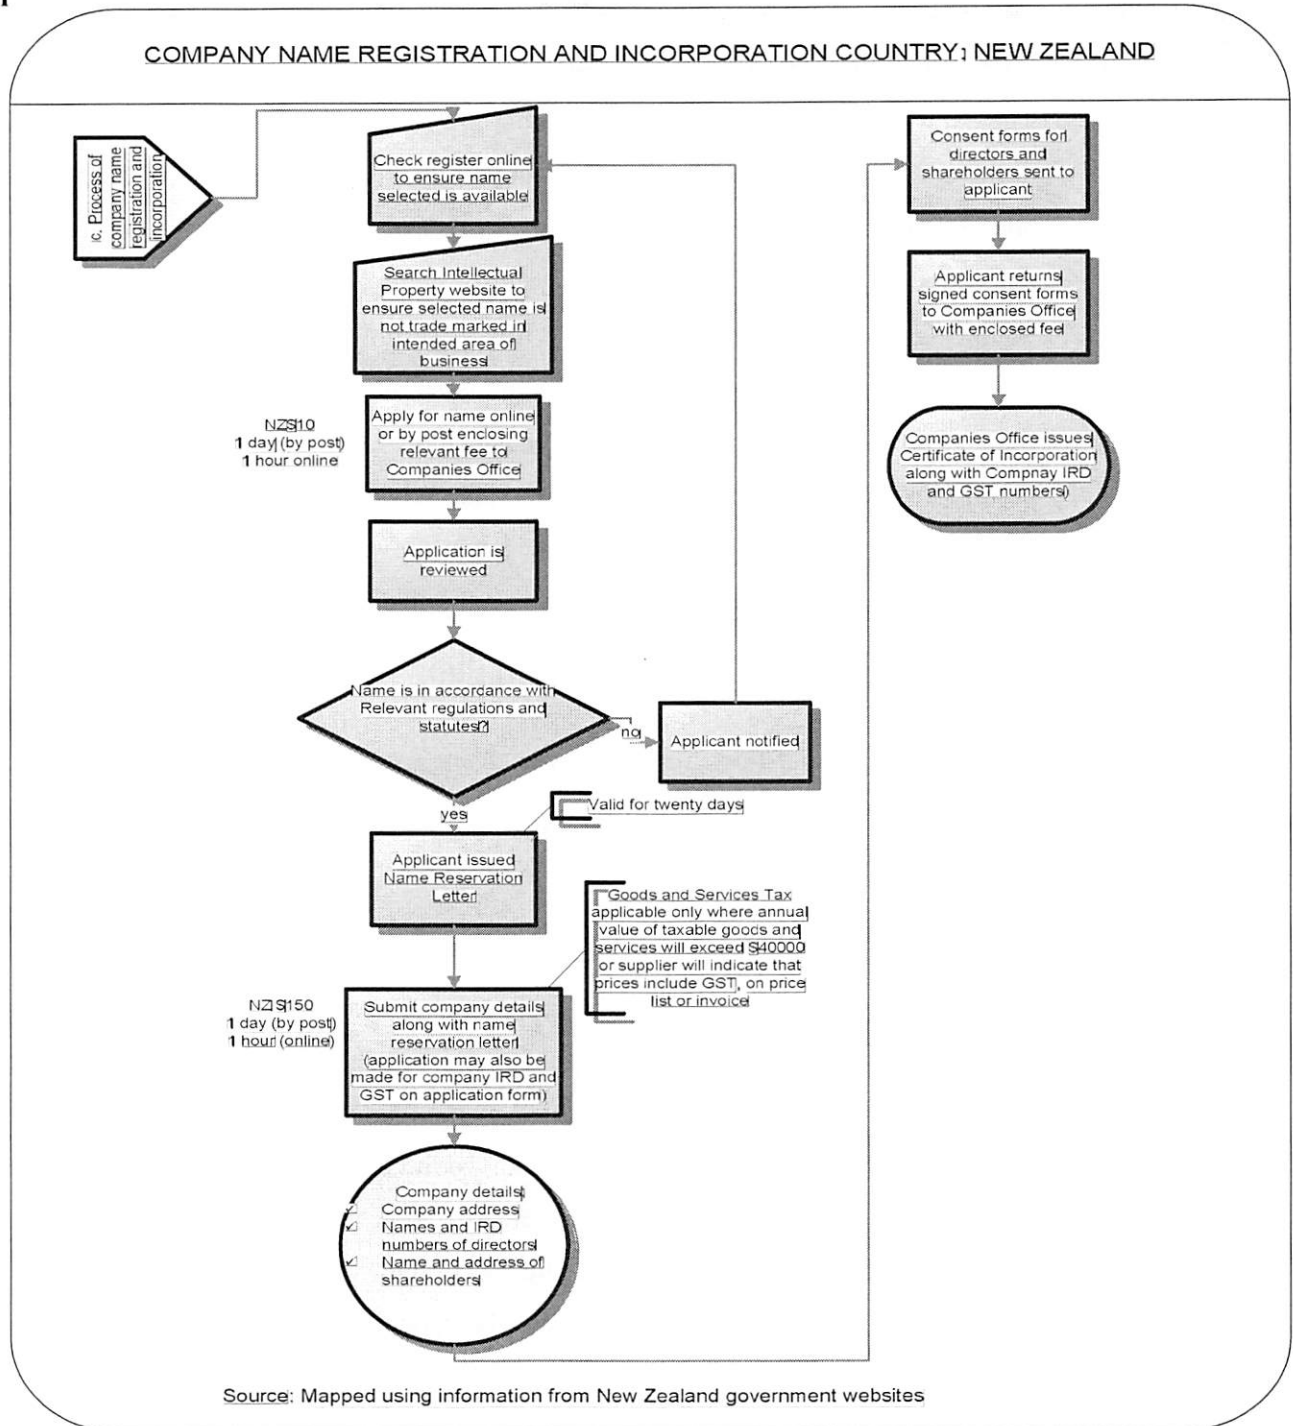 COMPANY NAME REGISTRATION AND INCORPORATION COUNTRY: NEW ZEALAND
c. Process of
company name
registration and
incorporation
Check register online
to ensure name
selected is available
Search Intellectual
Property website to
ensure selected name is
not trade marked in
intended area of
business
NZ$10
1 day (by post)
1 hour online
Apply for name online
or by post enclosing
relevant fee to
Companies Office
Application is
reviewed
Name is in accordance with
Relevant regulations and
statutes?
no
Applicant notified
yes
Valid for twenty days
Applicant issued
Name Reservation
Letter
Goods and Services Tax
applicable only where annual
value of taxable goods and
services will exceed $40000
or supplier will indicate that
prices include GST, on price
list or invoice
NZ$150
1 day (by post)
1 hour (online)
Submit company details
along with name
reservation letter
(application may also be
made for company IRD and
GST on application form)
Company details:
Company address
Names and IRD
numbers of directors
Name and address of
shareholders
Consent forms for
directors and
shareholders sent to
applicant
Applicant returns
signed consent forms
to Companies Office
with enclosed fee
Companies Office issues
Certificate of Incorporation
along with Compnay IRD
and GST numbers()
Source: Mapped using information from New Zealand government websites